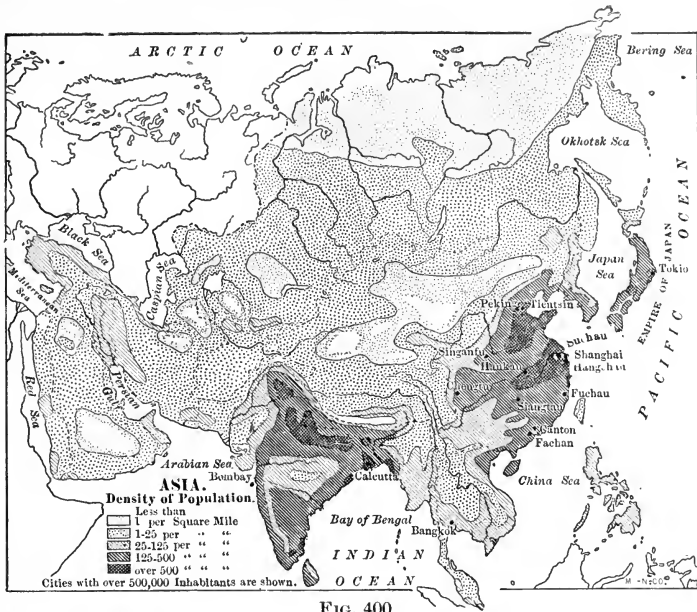 ARCTIC OCEAN
Bering Sea
Okhotsk Sea
Black Sea
Mediterranean Sea
Caspian Sea
Japan Sea
EMPIRE OF JAPAN
Tokio
PACIFIC OCEAN
Pekin
Tientsin
Singanfu
Suchau
Shanghai
Hangchau
Hankau
Fuchau
Siangtan
Canton
Fachan
Persian Gulf
Red Sea
Arabian Sea
Bombay
Calcutta
China Sea
Bay of Bengal
Bangkok
INDIAN OCEAN
ASIA.
Density of Population.
Less than
1 per Square Mile
1-25 per " "
25-125 per " "
125-500 " " "
over 500 " " "
Cities with over 500,000 Inhabitants are shown.
M.-N. CO.
FIG. 400